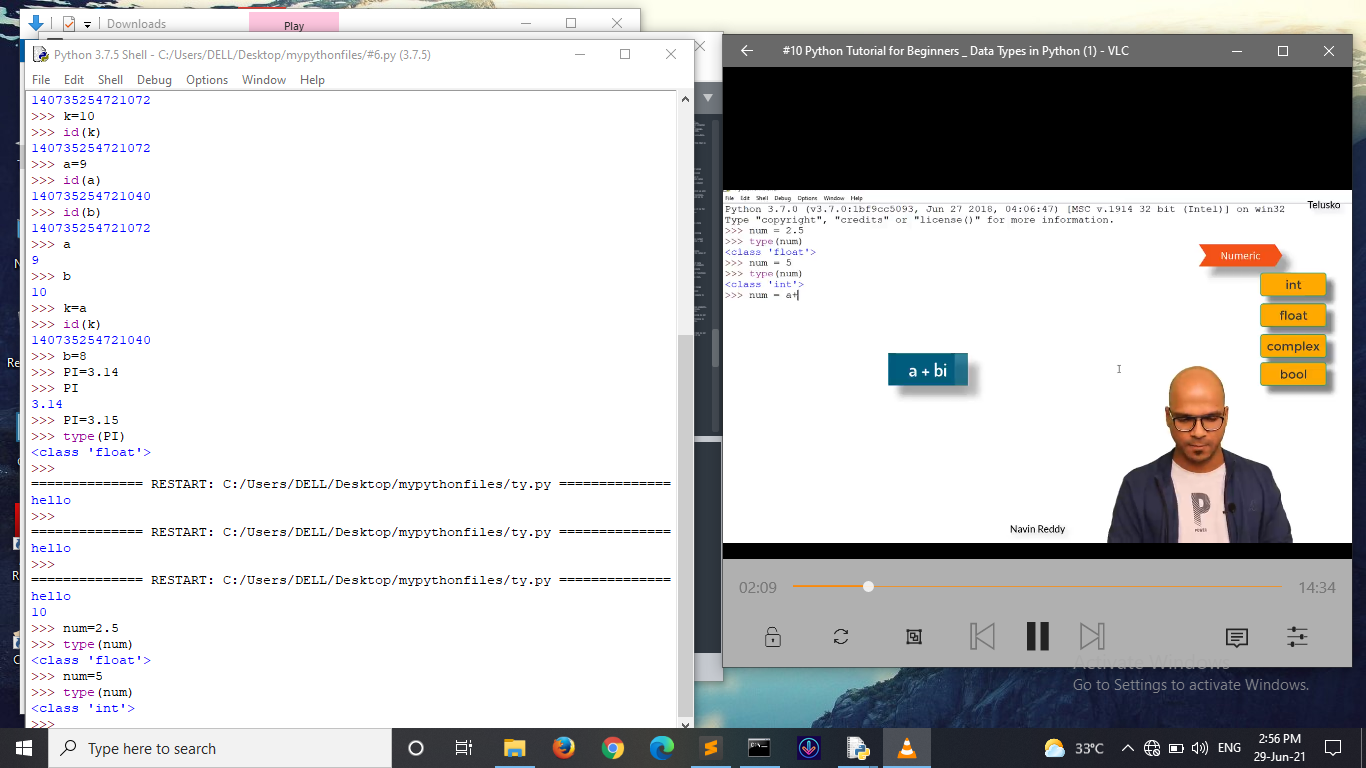 Downloads
Play
Python 3.7.5 Shell - C:/Users/DELL/Desktop/mypythonfiles/#6.py (3.7.5)
File Edit Shell Debug Options Window Help
140735254721072
>>> k=10
>>> id(k)
140735254721072
>>> a=9
>>> id(a)
140735254721040
>>> id(b)
140735254721072
>>> a
9
>>> b
10
>>> k=a
>>> id(k)
140735254721040
>>> b=8
>>> PI=3.14
>>> PI
3.14
>>> PI=3.15
>>> type(PI)
<class 'float'>
>>>
============== RESTART: C:/Users/DELL/Desktop/mypythonfiles/ty.py ==============
hello
>>>
============== RESTART: C:/Users/DELL/Desktop/mypythonfiles/ty.py ==============
hello
>>>
============== RESTART: C:/Users/DELL/Desktop/mypythonfiles/ty.py ==============
hello
10
>>> num=2.5
>>> type(num)
<class 'float'>
>>> num=5
>>> type(num)
<class 'int'>
>>>
#10 Python Tutorial for Beginners _ Data Types in Python (1) - VLC
File Edit Shell Debug Options Window Help
Python 3.7.0 (v3.7.0:1bf9cc5093, Jun 27 2018, 04:06:47) [MSC v.1914 32 bit (Intel)] on win32
Type "copyright", "credits" or "license()" for more information.
>>> num = 2.5
>>> type(num)
<class 'float'>
>>> num = 5
>>> type(num)
<class 'int'>
>>> num = a+
Telusko
Numeric
int
float
complex
bool
a + bi
P
POWER
Navin Reddy
02:09
14:34
Activate Windows
Go to Settings to activate Windows.
Type here to search
33°C
ENG
2:56 PM
29-Jun-21